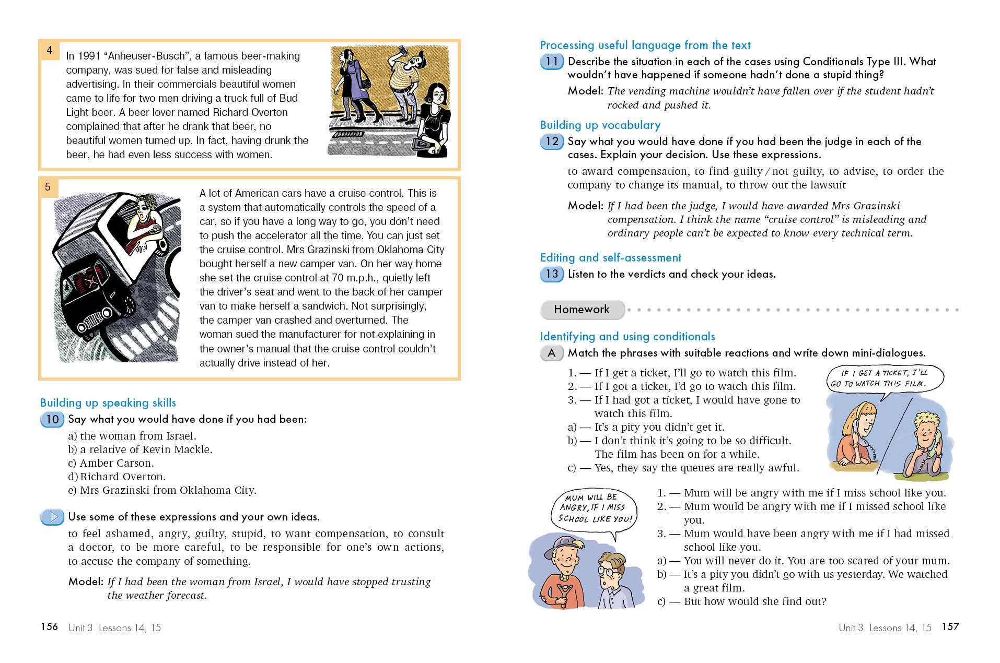 4
In 1991 “Anheuser-Busch”, a famous beer-making
company, was sued for false and misleading
advertising. In their commercials beautiful women
came to life for two men driving a truck full of Bud
Light beer. A beer lover named Richard Overton
complained that after he drank that beer, no
beautiful women turned up. In fact, having drunk the
beer, he had even less success with women.
5
A lot of American cars have a cruise control. This is
a system that automatically controls the speed of a
car, so if you have a long way to go, you don’t need
to push the accelerator all the time. You can just set
the cruise control. Mrs Grazinski from Oklahoma City
bought herself a new camper van. On her way home
she set the cruise control at 70 m.p.h., quietly left
the driver’s seat and went to the back of her camper
van to make herself a sandwich. Not surprisingly,
the camper van crashed and overturned. The
woman sued the manufacturer for not explaining in
the owner’s manual that the cruise control couldn’t
actually drive instead of her.
Building up speaking skills
10 Say what you would have done if you had been:
a) the woman from Israel.
b) a relative of Kevin Mackle.
c) Amber Carson.
d) Richard Overton.
e) Mrs Grazinski from Oklahoma City.
Use some of these expressions and your own ideas.
to feel ashamed, angry, guilty, stupid, to want compensation, to consult
a doctor, to be more careful, to be responsible for one’s own actions,
to accuse the company of something.
Model: If I had been the woman from Israel, I would have stopped trusting
the weather forecast.
156 Unit 3 Lessons 14, 15
Processing useful language from the text
11 Describe the situation in each of the cases using Conditionals Type III. What
wouldn’t have happened if someone hadn’t done a stupid thing?
Model: The vending machine wouldn’t have fallen over if the student hadn’t
rocked and pushed it.
Building up vocabulary
12 Say what you would have done if you had been the judge in each of the
cases. Explain your decision. Use these expressions.
to award compensation, to find guilty / not guilty, to advise, to order the
company to change its manual, to throw out the lawsuit
Model: If I had been the judge, I would have awarded Mrs Grazinski
compensation. I think the name “cruise control” is misleading and
ordinary people can’t be expected to know every technical term.
Editing and self-assessment
13 Listen to the verdicts and check your ideas.
Homework
Identifying and using conditionals
A Match the phrases with suitable reactions and write down mini-dialogues.
1. — If I get a ticket, I’ll go to watch this film.
2. — If I got a ticket, I’d go to watch this film.
3. — If I had got a ticket, I would have gone to
watch this film.
a) — It’s a pity you didn’t get it.
b) — I don’t think it’s going to be so difficult.
The film has been on for a while.
c) — Yes, they say the queues are really awful.
IF I GET A TICKET, I’LL
GO TO WATCH THIS FILM.
MUM WILL BE
ANGRY, IF I MISS
SCHOOL LIKE YOU!
1. — Mum will be angry with me if I miss school like you.
2. — Mum would be angry with me if I missed school like
you.
3. — Mum would have been angry with me if I had missed
school like you.
a) — You will never do it. You are too scared of your mum.
b) — It’s a pity you didn’t go with us yesterday. We watched
a great film.
c) — But how would she find out?
Unit 3 Lessons 14, 15 157